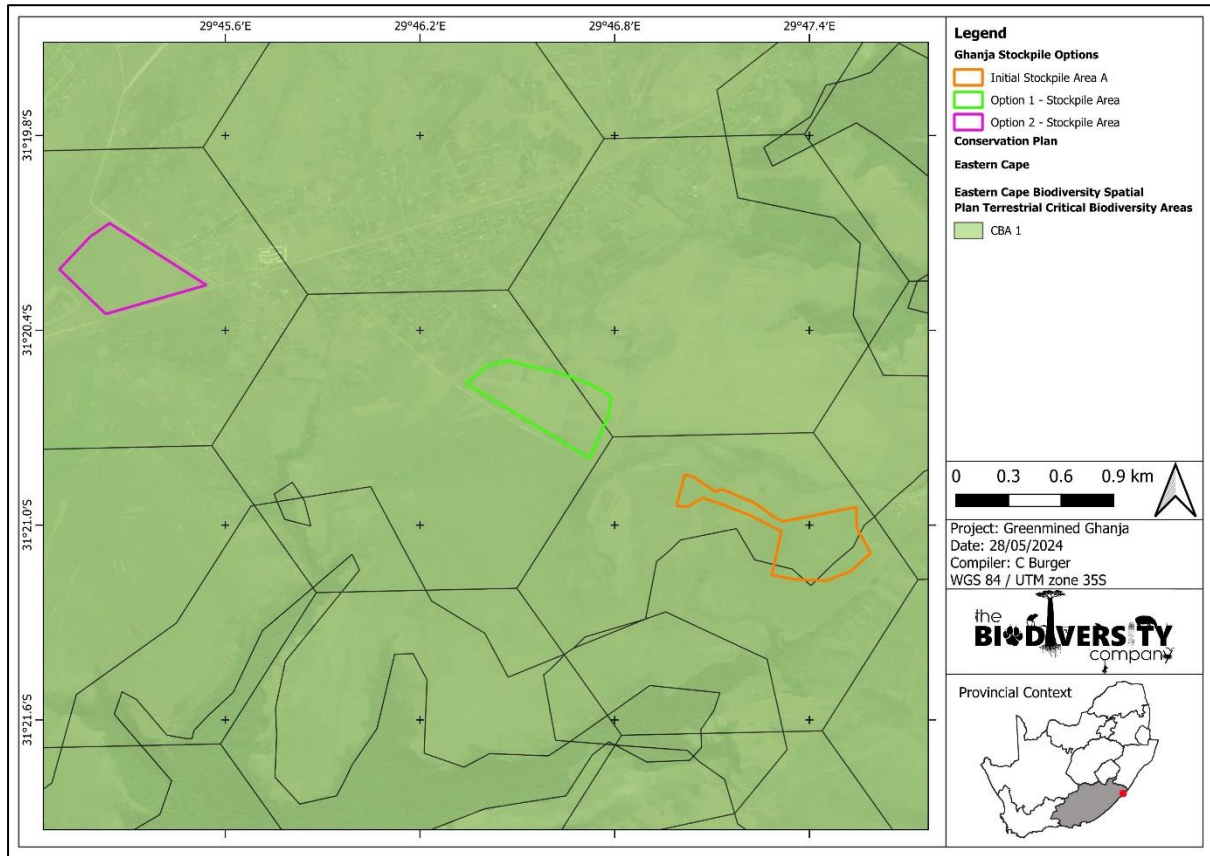 29°45.6'E 29°46.2'E 29°46.8'E 29°47.4'E
31°19.8'S
31°20.4'S
31°21.0'S
31°21.6'S
Legend
Ghanja Stockpile Options
Initial Stockpile Area A
Option 1 - Stockpile Area
Option 2 - Stockpile Area
Conservation Plan
Eastern Cape
Eastern Cape Biodiversity Spatial
Plan Terrestrial Critical Biodiversity Areas
CBA 1
0 0.3 0.6 0.9 km
Project: Greenmined Ghanja
Date: 28/05/2024
Compiler: C Burger
WGS 84 / UTM zone 35S
the
BIODIVERSITY
company
Provincial Context